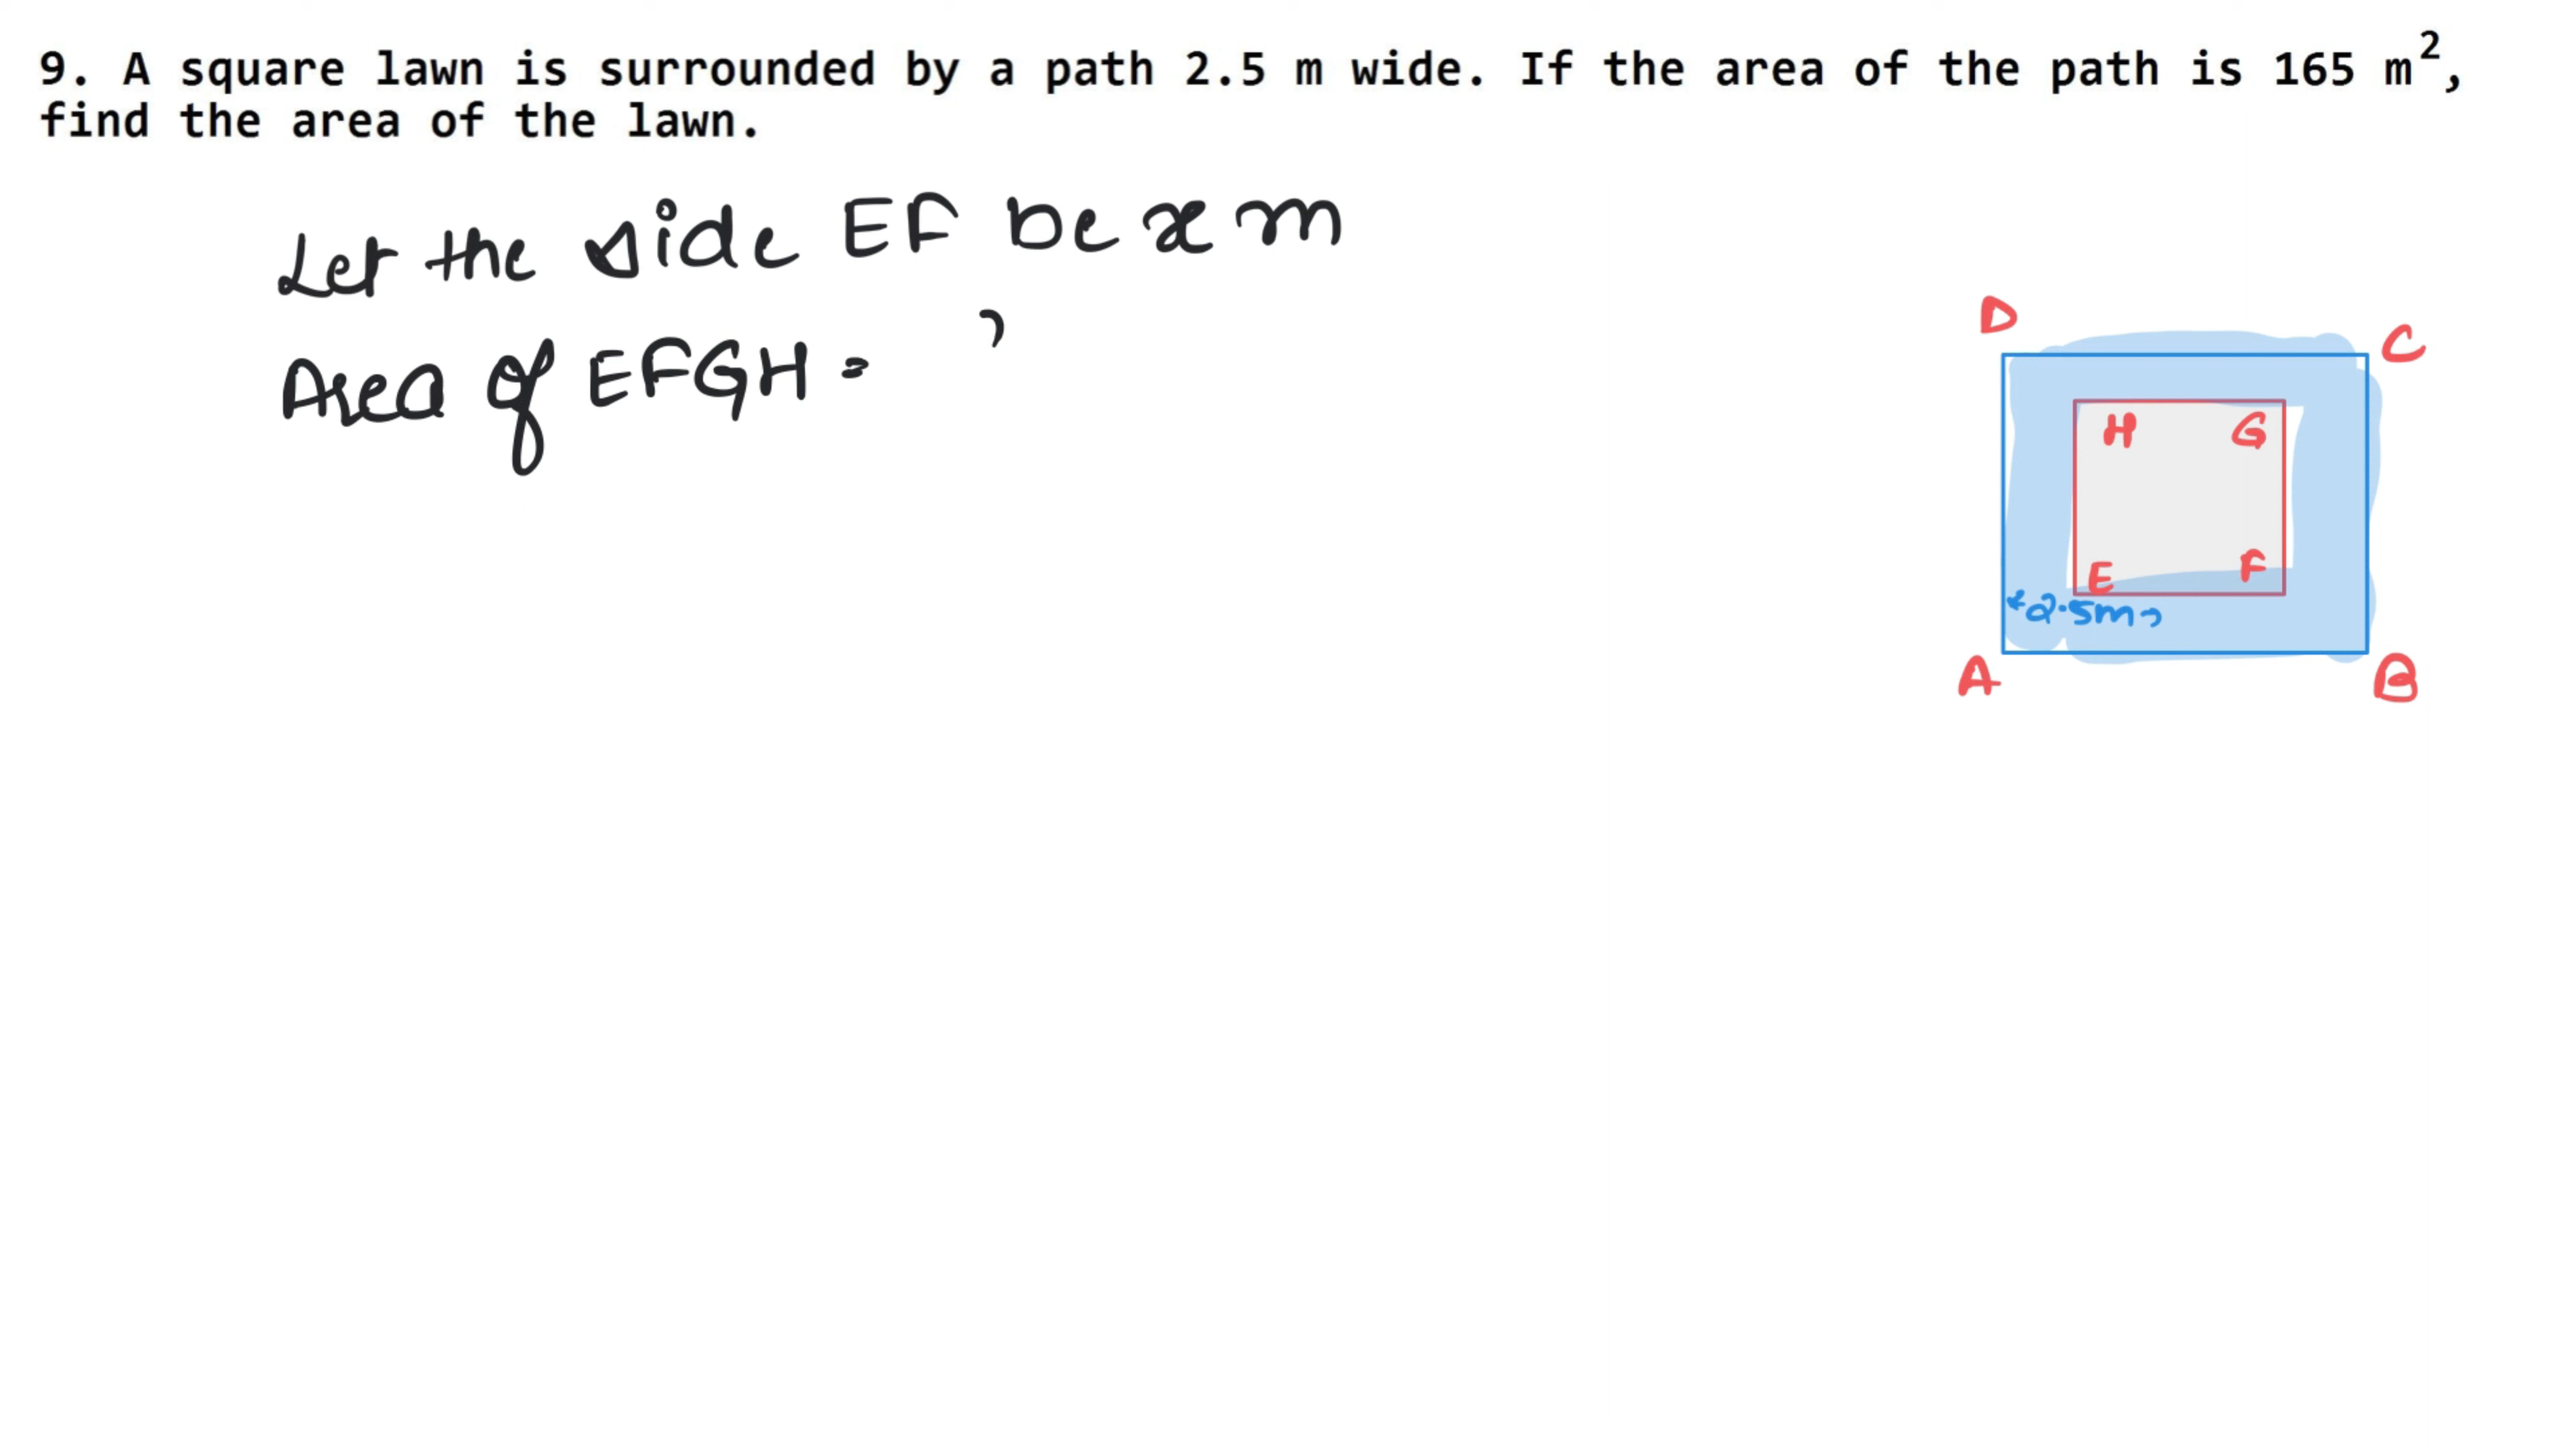 9. A square lawn is surrounded by a path 2.5 m wide. If the area of the path is 165 m²,
find the area of the lawn.
Let the side EF be x m
Area of EFGH =
D
C
H G
E F
2.5m
A
B